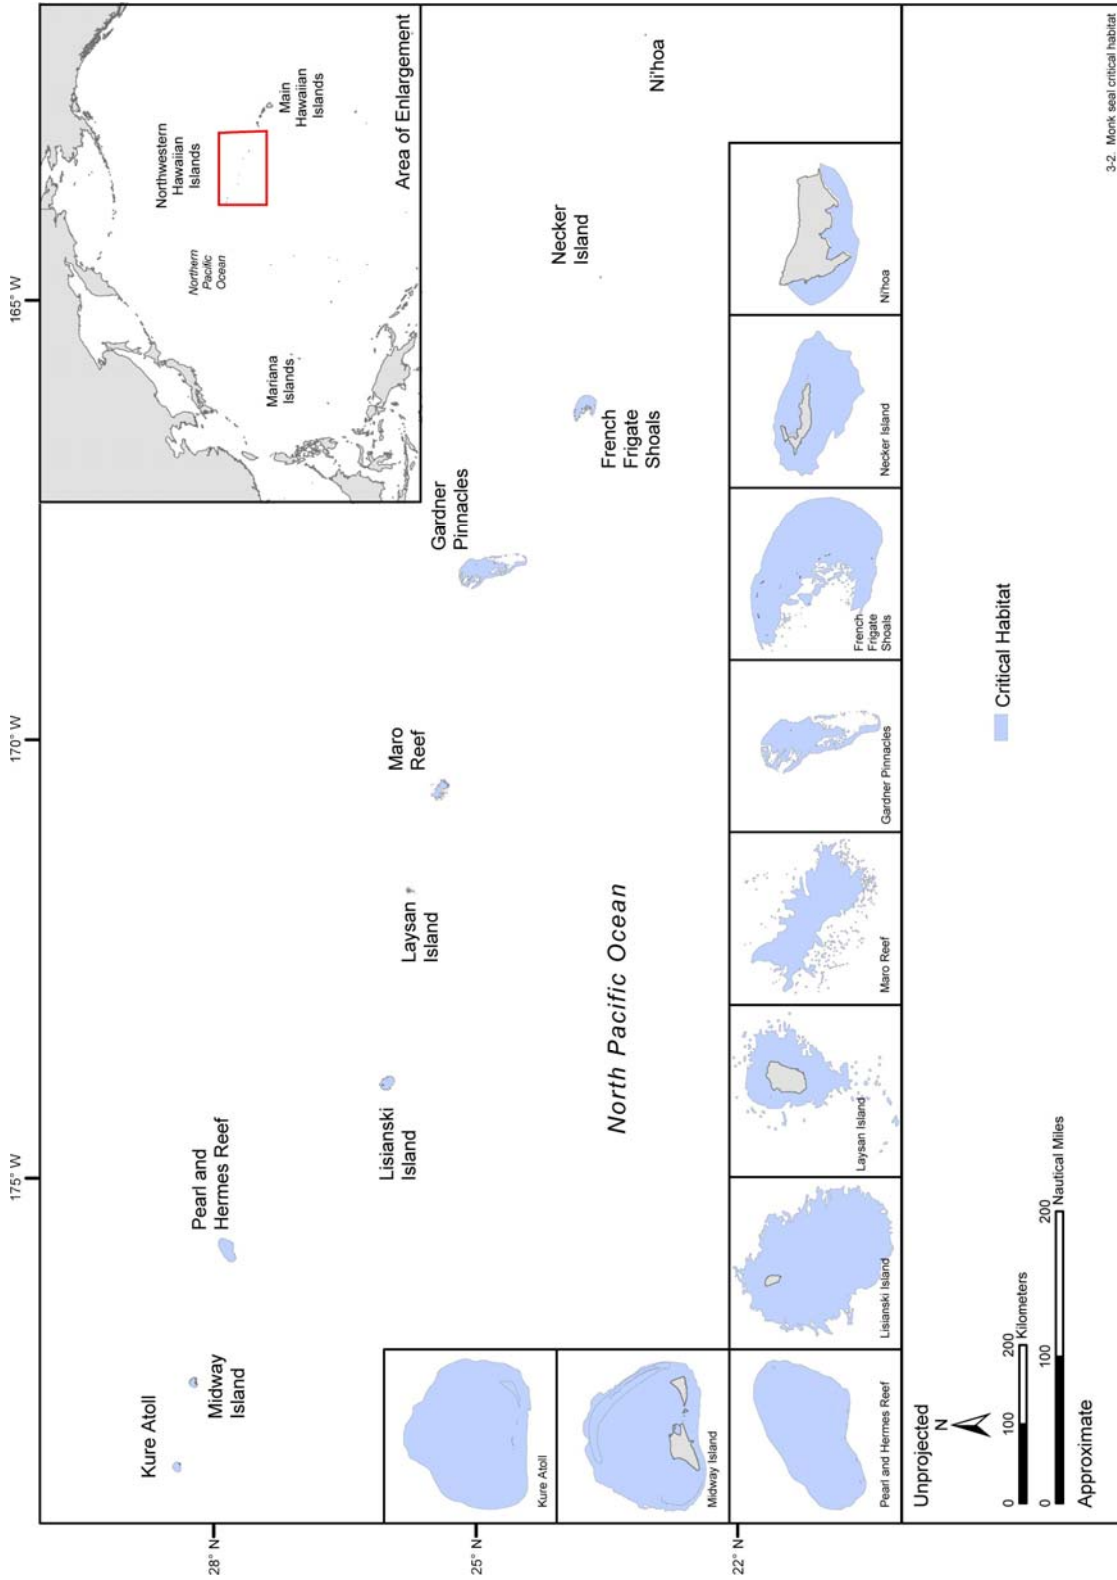 175° W
170° W
165° W
28° N
25° N
22° N
Kure Atoll
Midway
Island
Pearl and
Hermes Reef
Lisianski
Island
Laysan
Island
Maro
Reef
Gardner
Pinnacles
French
Frigate
Shoals
Necker
Island
Ni'hoa
North Pacific Ocean
Northwestern
Hawaiian
Islands
Main
Hawaiian
Islands
Northern
Pacific
Ocean
Mariana
Islands
Area of Enlargement
Kure Atoll
Midway Island
Pearl and Hermes Reef
Lisianski Island
Laysan Island
Maro Reef
Gardner Pinnacles
French
Frigate
Shoals
Necker Island
Ni'hoa
Unprojected
N
0 100 200
Kilometers
0 100 200
Nautical Miles
Approximate
Critical Habitat
3-2. Monk seal critical habitat